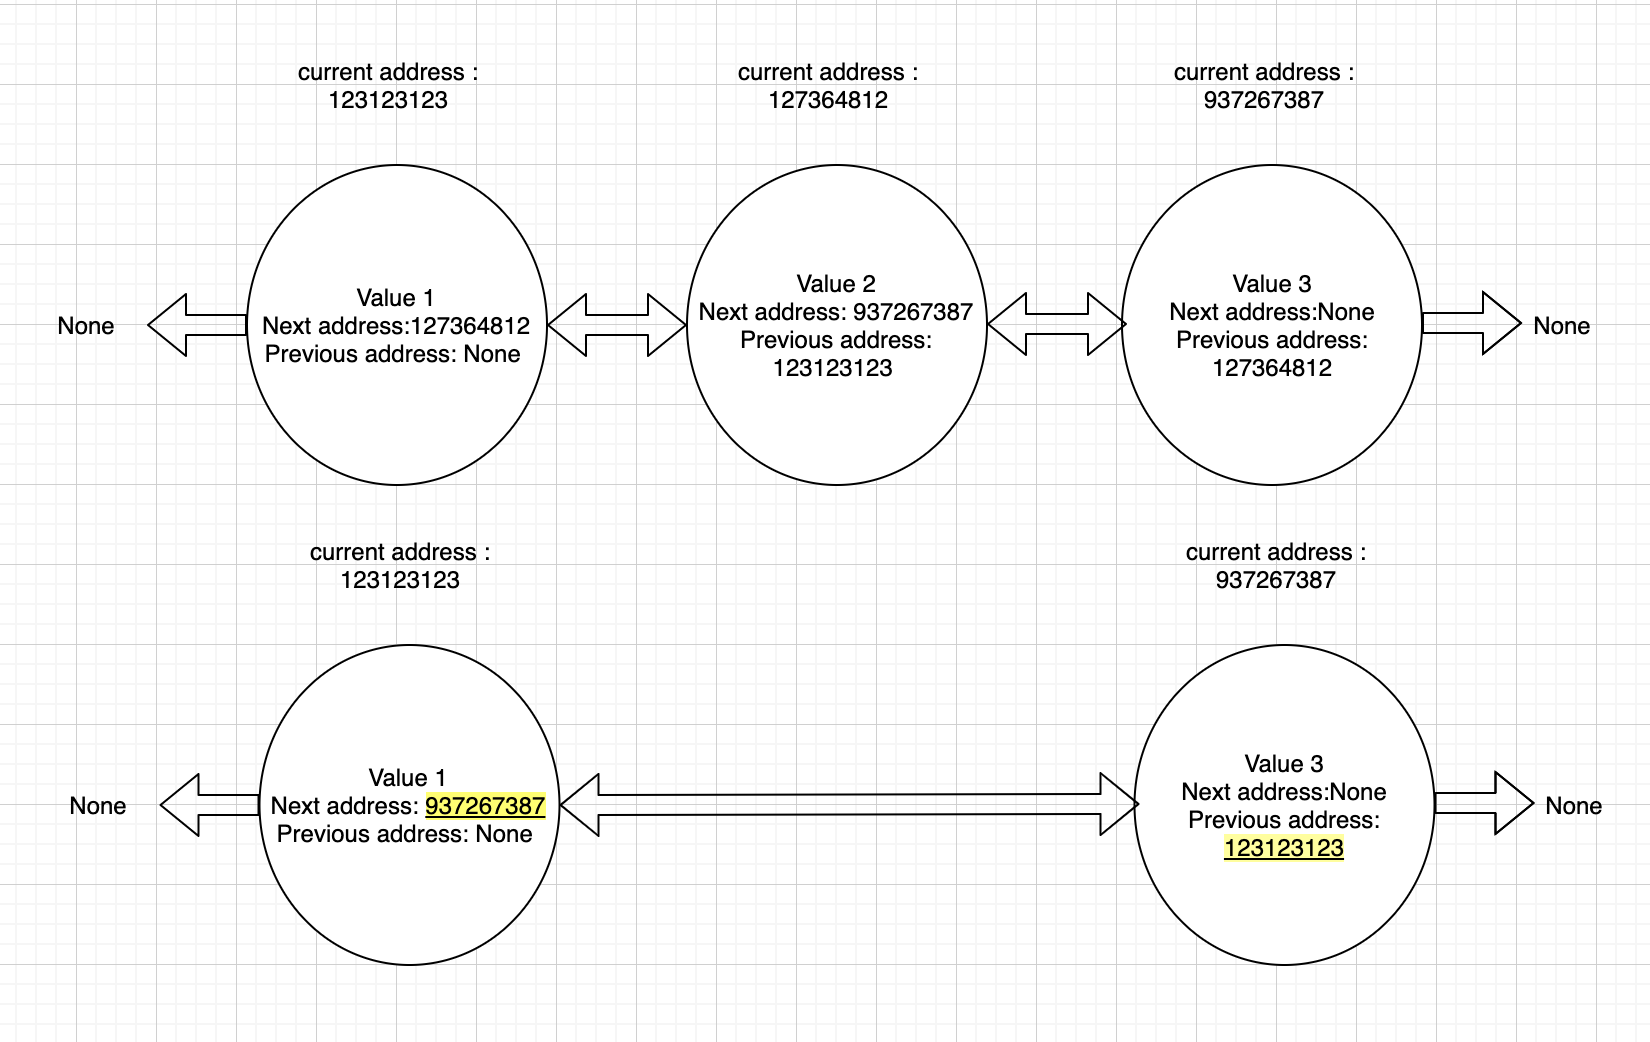 current address :
123123123
current address :
127364812
current address :
937267387
None
Value 1
Next address:127364812
Previous address: None
Value 2
Next address: 937267387
Previous address:
123123123
Value 3
Next address:None
Previous address:
127364812
None
current address :
123123123
current address :
937267387
None
Value 1
Next address: 937267387
Previous address: None
Value 3
Next address:None
Previous address:
123123123
None